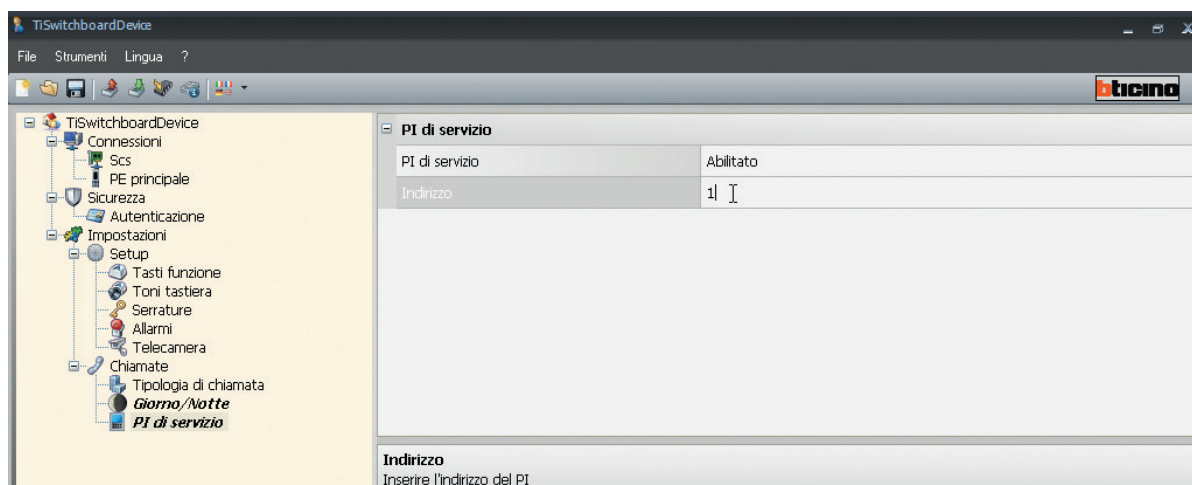 TiSwitchboardDevice
File Strumenti Lingua ?
bticino
TiSwitchboardDevice
Connessioni
Scs
PE principale
Sicurezza
Autenticazione
Impostazioni
Setup
Tasti funzione
Toni tastiera
Serrature
Allarmi
Telecamera
Chiamate
Tipologia di chiamata
Giorno/Notte
PI di servizio
PI di servizio
PI di servizio Abilitato
Indirizzo 1
Indirizzo
Inserire l'indirizzo del PI